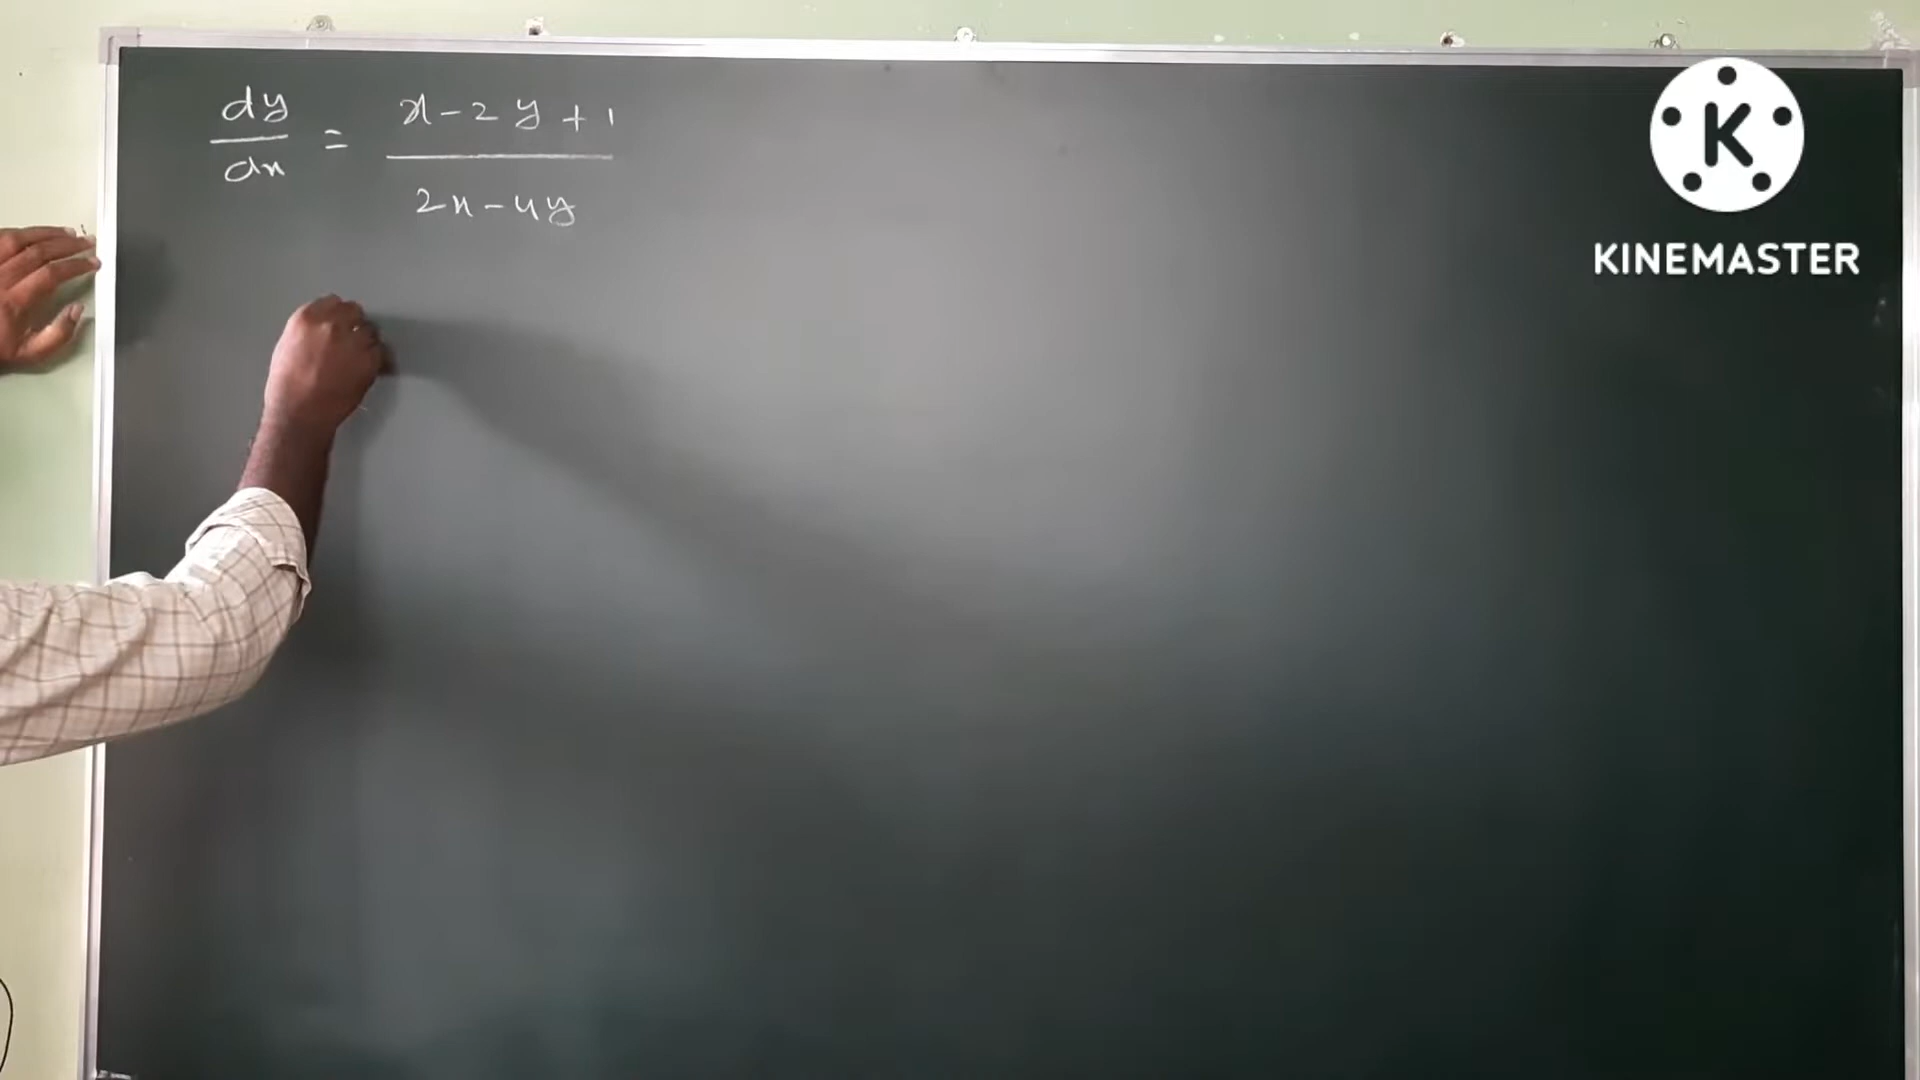 dy/dx = x-2y+1 / 2x-4y
K
KINEMASTER